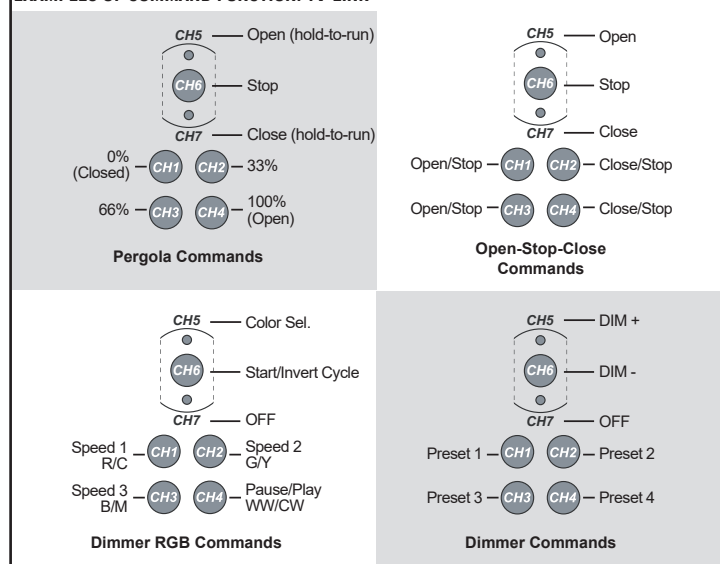 CH5 Open (hold-to-run)
CH6 Stop
CH7 Close (hold-to-run)
0%
(Closed) CH1 CH2 33%
66% CH3 CH4 100%
(Open)
Pergola Commands
CH5 Open
CH6 Stop
CH7 Close
Open/Stop CH1 CH2 Close/Stop
Open/Stop CH3 CH4 Close/Stop
Open-Stop-Close
Commands
CH5 Color Sel.
CH6 Start/Invert Cycle
CH7 OFF
Speed 1
R/C CH1 CH2 Speed 2
G/Y
Speed 3
B/M CH3 CH4 Pause/Play
WW/CW
Dimmer RGB Commands
CH5 DIM +
CH6 DIM -
CH7 OFF
Preset 1 CH1 CH2 Preset 2
Preset 3 CH3 CH4 Preset 4
Dimmer Commands